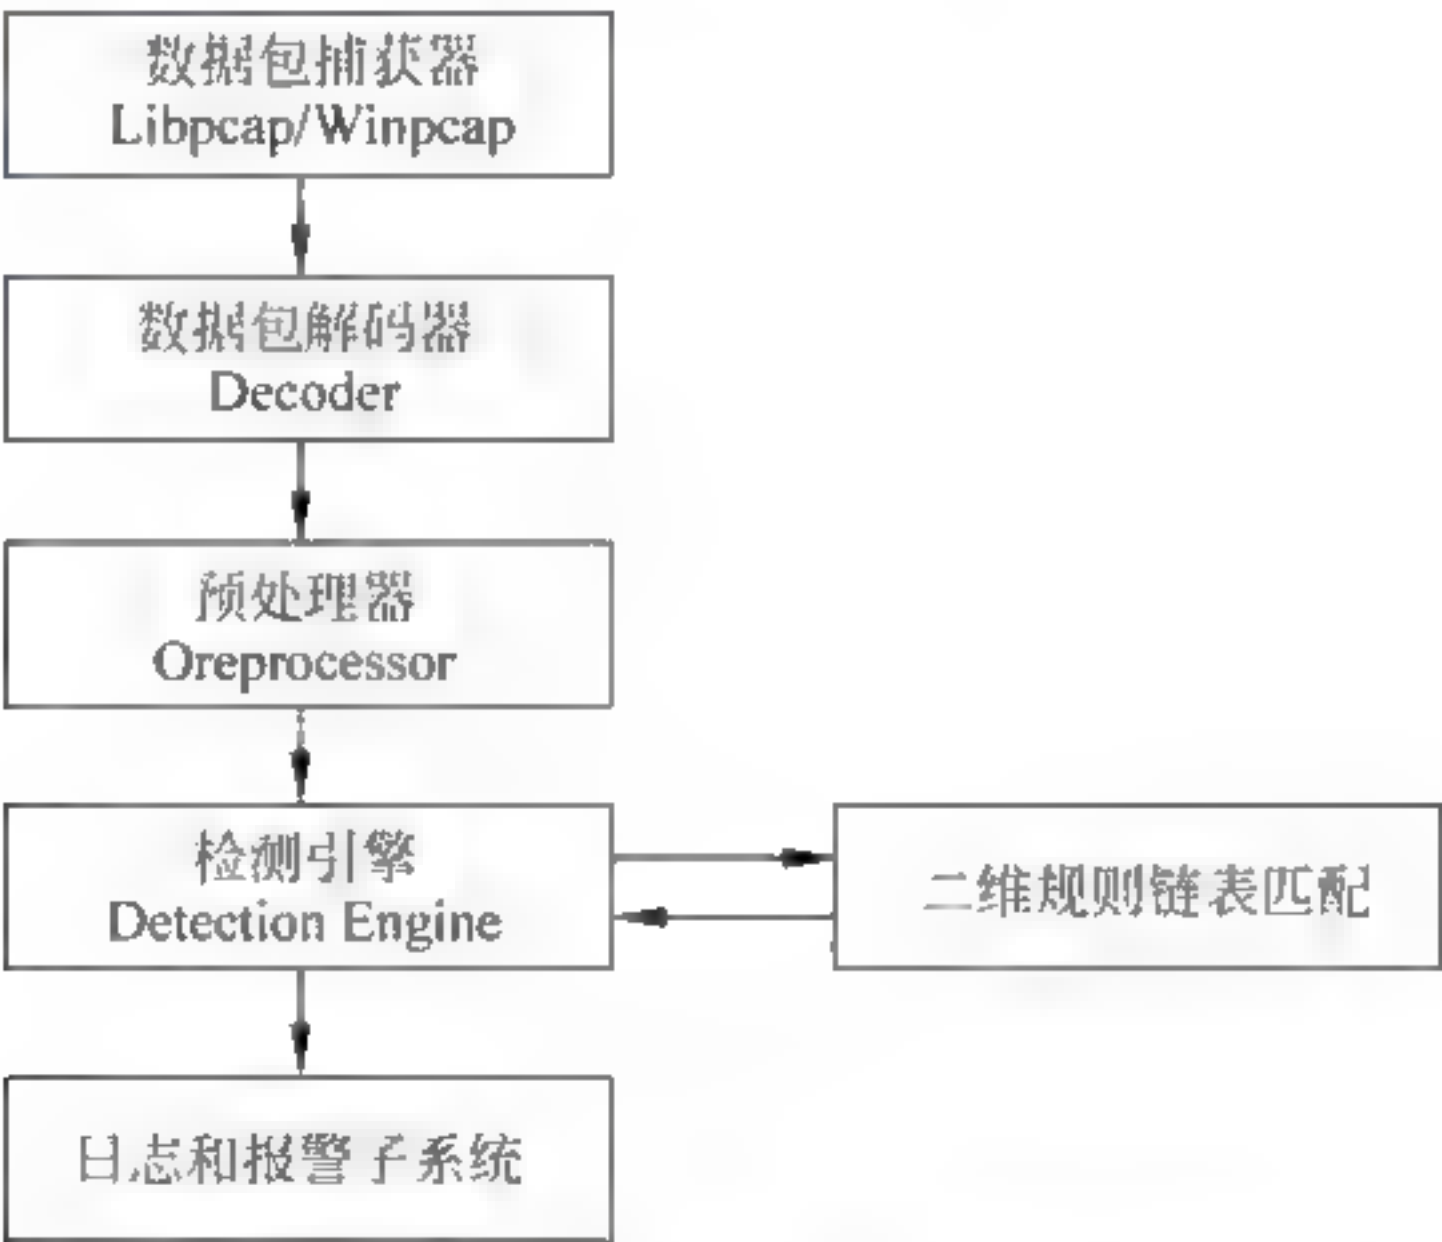 数据包捕获器
Libpcap/Winpcap
数据包解码器
Decoder
预处理器
Oreprocessor
检测引擎
Detection Engine
二维规则链表匹配
日志和报警子系统